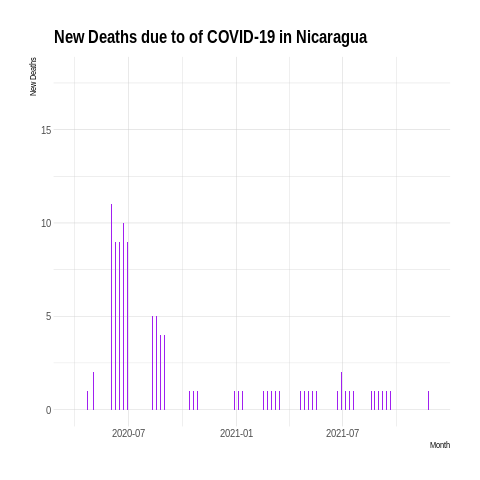 New Deaths due to of COVID-19 in Nicaragua
New Deaths
15
10
5
0
2020-07
2021-01
2021-07
Month